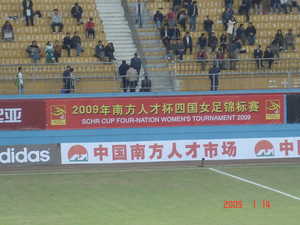 2009年南方人才杯四国女足锦标赛
SCHR CUP FOUR-NATION WOMEN'S TOURNAMENT 2009
adidas
中国南方人才市场
2009 1 14